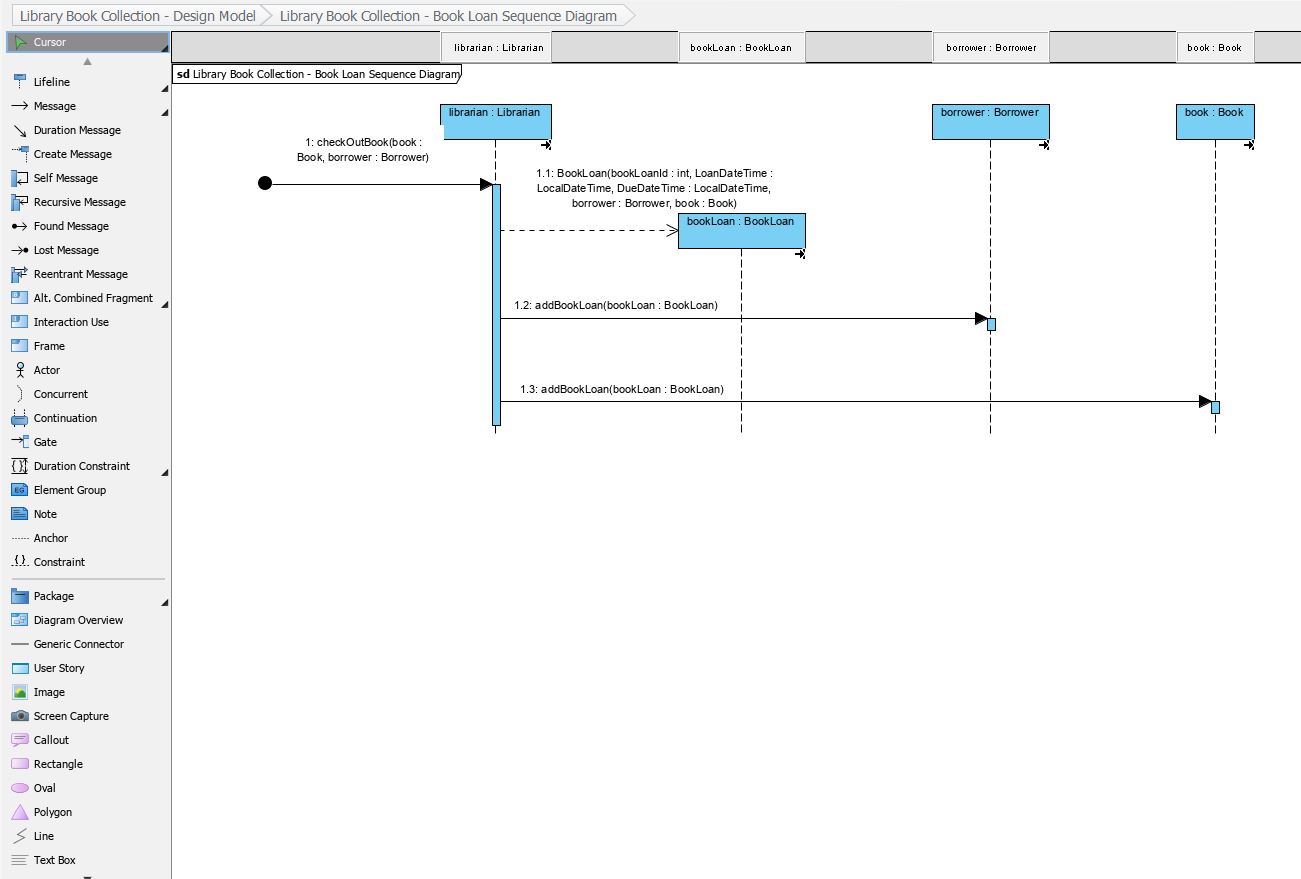 Library Book Collection - Design Model
Library Book Collection - Book Loan Sequence Diagram
Cursor
Lifeline
Message
Duration Message
Create Message
Self Message
Recursive Message
Found Message
Lost Message
Reentrant Message
Alt. Combined Fragment
Interaction Use
Frame
Actor
Concurrent
Continuation
Gate
Duration Constraint
EG
Element Group
Note
Anchor
Constraint
Package
Diagram Overview
Generic Connector
User Story
Image
Screen Capture
Callout
Rectangle
Oval
Polygon
Line
Text Box
librarian : Librarian
bookLoan : BookLoan
borrower : Borrower
book : Book
sd Library Book Collection - Book Loan Sequence Diagram
librarian : Librarian
borrower : Borrower
book : Book
1: checkOutBook(book :
Book, borrower : Borrower)
1.1: BookLoan(bookLoanId : int, LoanDateTime :
LocalDateTime, DueDateTime : LocalDateTime,
borrower : Borrower, book : Book)
bookLoan : BookLoan
1.2: addBookLoan(bookLoan : BookLoan)
1.3: addBookLoan(bookLoan : BookLoan)